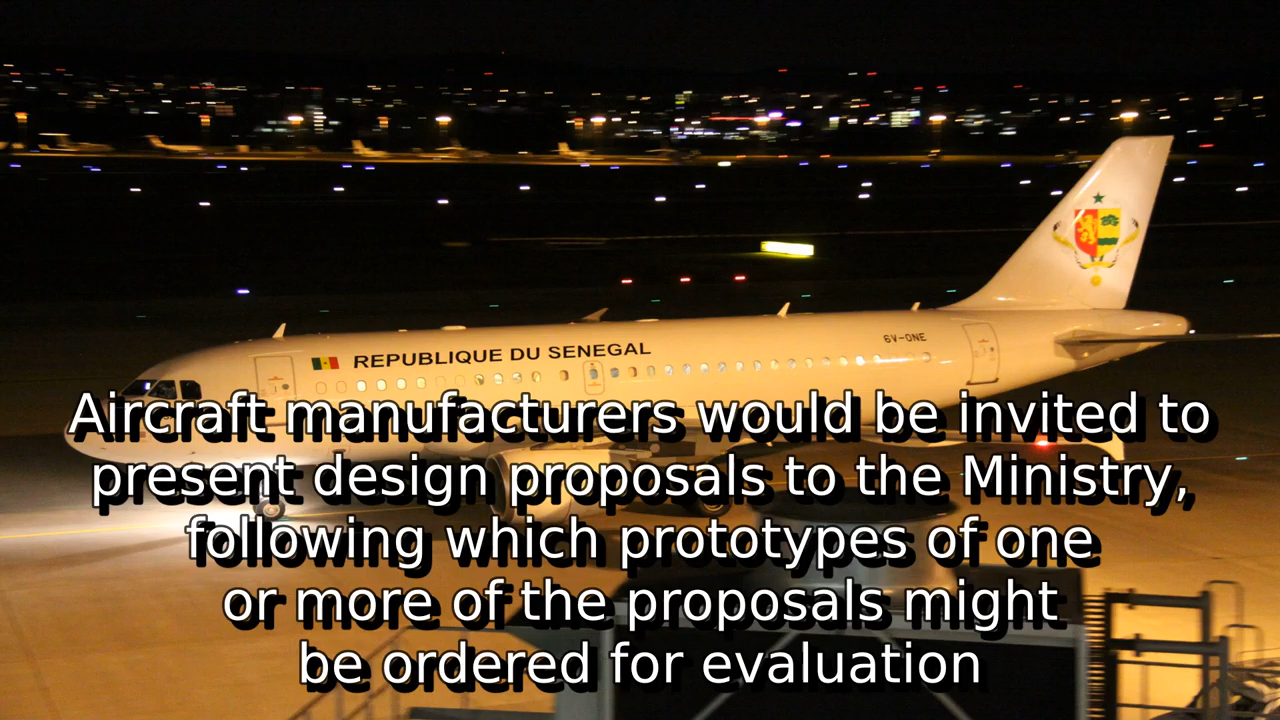 6V-ONE
REPUBLIQUE DU SENEGAL
Aircraft manufacturers would be invited to
present design proposals to the Ministry,
following which prototypes of one
or more of the proposals might
be ordered for evaluation